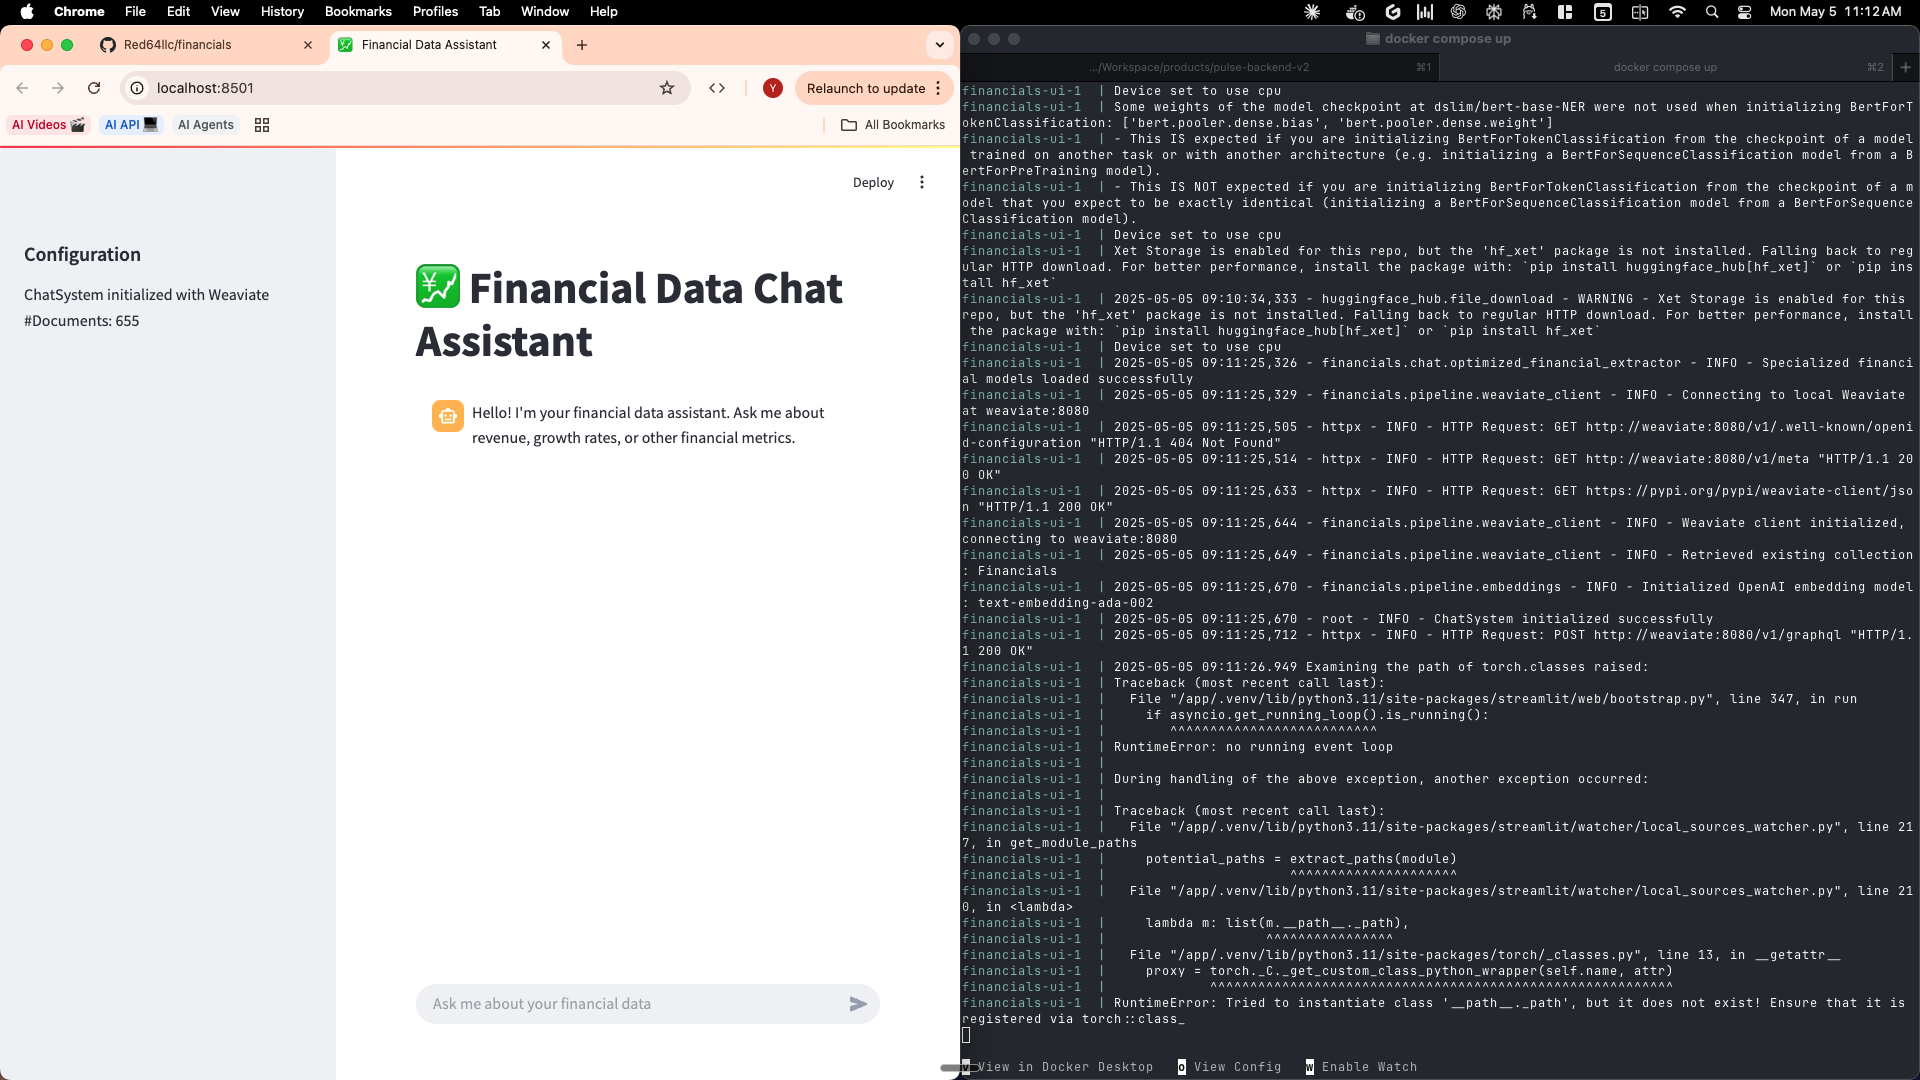 Chrome File Edit View History Bookmarks Profiles Tab Window Help
5
Mon May 5 11:12 AM
Red64llc/financials
Financial Data Assistant
localhost:8501
Y
Relaunch to update
AI Videos 🎬
AI API 💻
AI Agents
All Bookmarks
Deploy
Configuration
ChatSystem initialized with Weaviate
#Documents: 655
💹 Financial Data Chat
Assistant
Hello! I'm your financial data assistant. Ask me about
revenue, growth rates, or other financial metrics.
Ask me about your financial data
docker compose up
.../Workspace/products/pulse-backend-v2 ⌘1
docker compose up ⌘2
financials-ui-1 | Device set to use cpu
financials-ui-1 | Some weights of the model checkpoint at dslim/bert-base-NER were not used when initializing BertForT
okenClassification: ['bert.pooler.dense.bias', 'bert.pooler.dense.weight']
financials-ui-1 | - This IS expected if you are initializing BertForTokenClassification from the checkpoint of a model
trained on another task or with another architecture (e.g. initializing a BertForSequenceClassification model from a B
ertForPreTraining model).
financials-ui-1 | - This IS NOT expected if you are initializing BertForTokenClassification from the checkpoint of a m
odel that you expect to be exactly identical (initializing a BertForSequenceClassification model from a BertForSequence
Classification model).
financials-ui-1 | Device set to use cpu
financials-ui-1 | Xet Storage is enabled for this repo, but the 'hf_xet' package is not installed. Falling back to reg
ular HTTP download. For better performance, install the package with: `pip install huggingface_hub[hf_xet]` or `pip ins
tall hf_xet`
financials-ui-1 | 2025-05-05 09:10:34,333 - huggingface_hub.file_download - WARNING - Xet Storage is enabled for this
repo, but the 'hf_xet' package is not installed. Falling back to regular HTTP download. For better performance, install
the package with: `pip install huggingface_hub[hf_xet]` or `pip install hf_xet`
financials-ui-1 | Device set to use cpu
financials-ui-1 | 2025-05-05 09:11:25,326 - financials.chat.optimized_financial_extractor - INFO - Specialized financi
al models loaded successfully
financials-ui-1 | 2025-05-05 09:11:25,329 - financials.pipeline.weaviate_client - INFO - Connecting to local Weaviate
at weaviate:8080
financials-ui-1 | 2025-05-05 09:11:25,505 - httpx - INFO - HTTP Request: GET http://weaviate:8080/v1/.well-known/openi
d-configuration "HTTP/1.1 404 Not Found"
financials-ui-1 | 2025-05-05 09:11:25,514 - httpx - INFO - HTTP Request: GET http://weaviate:8080/v1/meta "HTTP/1.1 20
0 OK"
financials-ui-1 | 2025-05-05 09:11:25,633 - httpx - INFO - HTTP Request: GET https://pypi.org/pypi/weaviate-client/jso
n "HTTP/1.1 200 OK"
financials-ui-1 | 2025-05-05 09:11:25,644 - financials.pipeline.weaviate_client - INFO - Weaviate client initialized,
connecting to weaviate:8080
financials-ui-1 | 2025-05-05 09:11:25,649 - financials.pipeline.weaviate_client - INFO - Retrieved existing collection
: Financials
financials-ui-1 | 2025-05-05 09:11:25,670 - financials.pipeline.embeddings - INFO - Initialized OpenAI embedding model
: text-embedding-ada-002
financials-ui-1 | 2025-05-05 09:11:25,670 - root - INFO - ChatSystem initialized successfully
financials-ui-1 | 2025-05-05 09:11:25,712 - httpx - INFO - HTTP Request: POST http://weaviate:8080/v1/graphql "HTTP/1.
1 200 OK"
financials-ui-1 | 2025-05-05 09:11:26.949 Examining the path of torch.classes raised:
financials-ui-1 | Traceback (most recent call last):
financials-ui-1 | File "/app/.venv/lib/python3.11/site-packages/streamlit/web/bootstrap.py", line 347, in run
financials-ui-1 | if asyncio.get_running_loop().is_running():
financials-ui-1 | ^^^^^^^^^^^^^^^^^^^^^^^^^^
financials-ui-1 | RuntimeError: no running event loop
financials-ui-1 |
financials-ui-1 | During handling of the above exception, another exception occurred:
financials-ui-1 |
financials-ui-1 | Traceback (most recent call last):
financials-ui-1 | File "/app/.venv/lib/python3.11/site-packages/streamlit/watcher/local_sources_watcher.py", line 21
7, in get_module_paths
financials-ui-1 | potential_paths = extract_paths(module)
financials-ui-1 | ^^^^^^^^^^^^^^^^^^^^^
financials-ui-1 | File "/app/.venv/lib/python3.11/site-packages/streamlit/watcher/local_sources_watcher.py", line 21
0, in <lambda>
financials-ui-1 | lambda m: list(m.__path__._path),
financials-ui-1 | ^^^^^^^^^^^^^^^^
financials-ui-1 | File "/app/.venv/lib/python3.11/site-packages/torch/_classes.py", line 13, in __getattr__
financials-ui-1 | proxy = torch._C._get_custom_class_python_wrapper(self.name, attr)
financials-ui-1 | ^^^^^^^^^^^^^^^^^^^^^^^^^^^^^^^^^^^^^^^^^^^^^^^^^^^^^^^^^^
financials-ui-1 | RuntimeError: Tried to instantiate class '__path__._path', but it does not exist! Ensure that it is
registered via torch::class_
View in Docker Desktop o View Config w Enable Watch